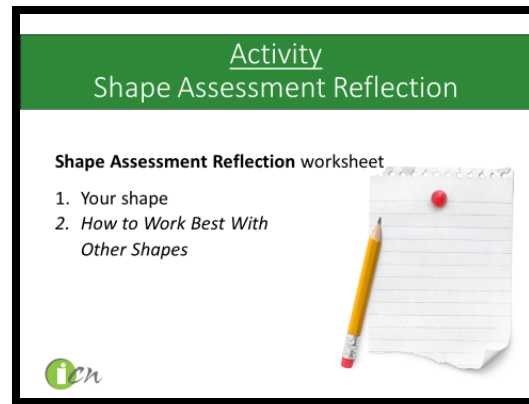 Activity
Shape Assessment Reflection
Shape Assessment Reflection worksheet
1. Your shape
2. How to Work Best With
Other Shapes
icn